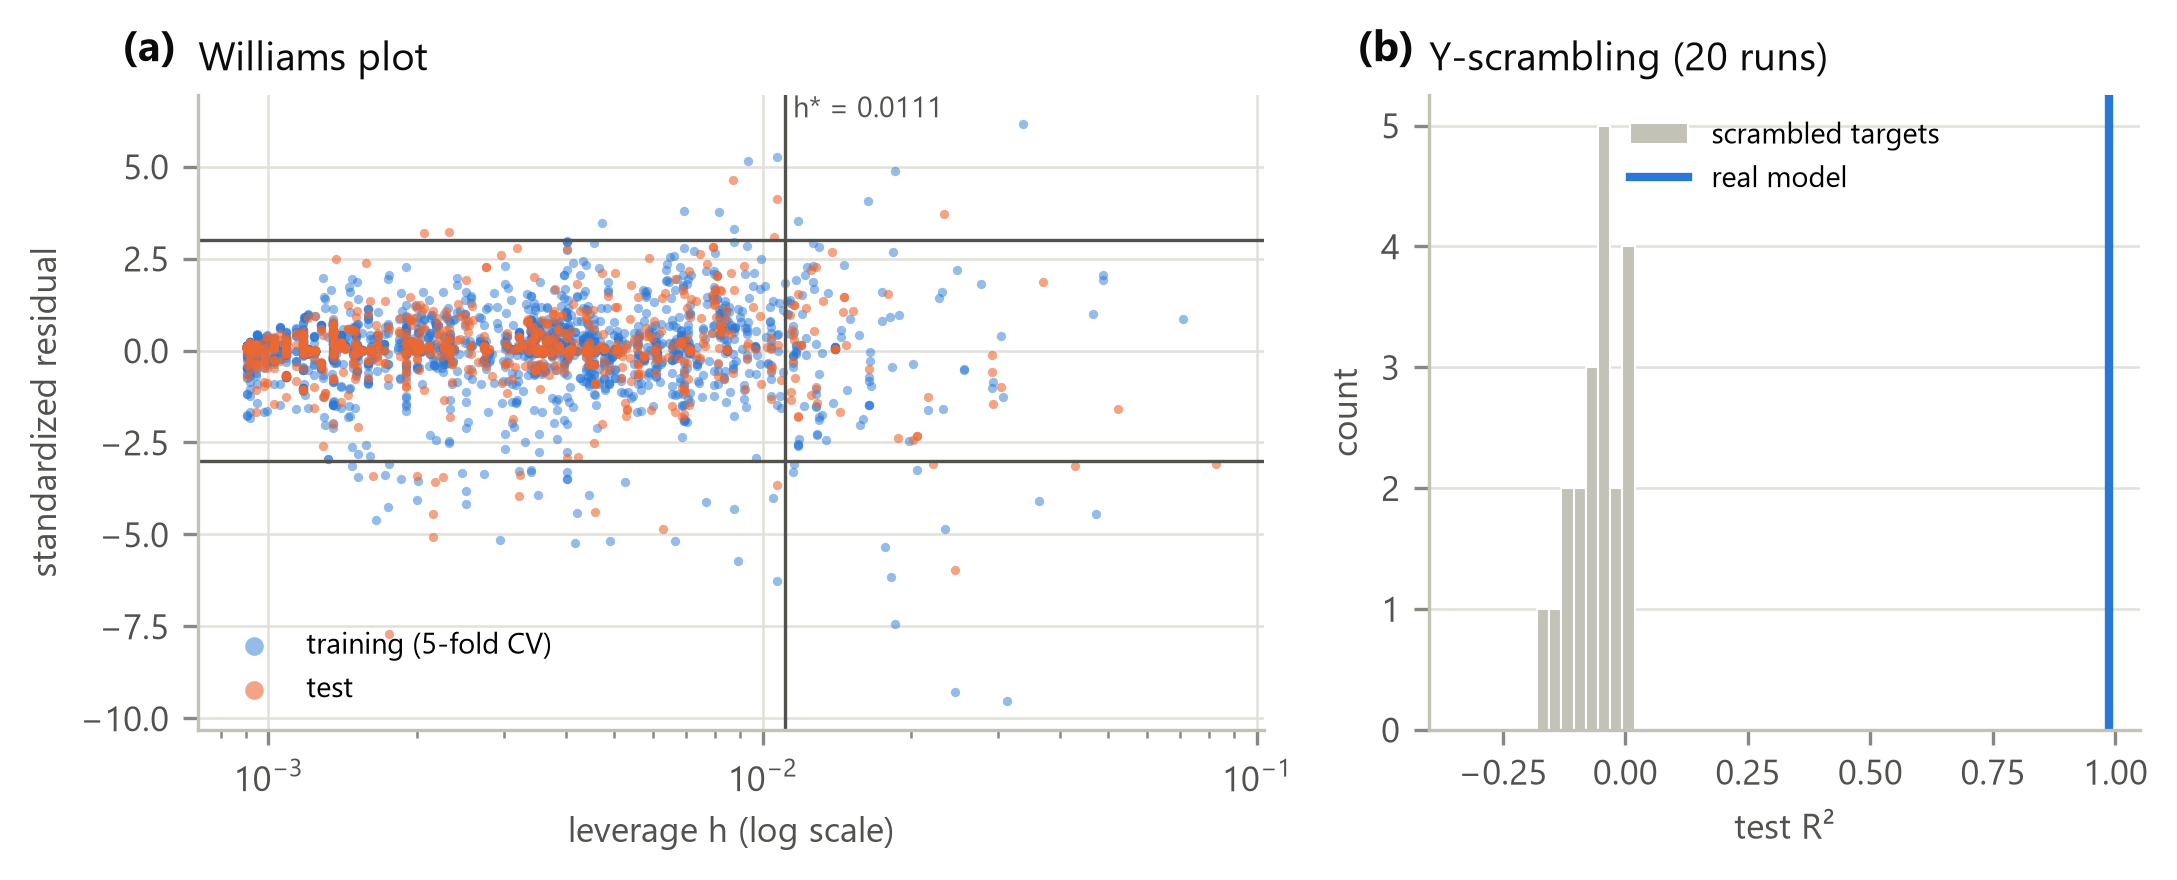 (a) Williams plot
h* = 0.0111
5.0
2.5
0.0
−2.5
−5.0
−7.5
−10.0
standardized residual
training (5-fold CV)
test
10⁻³ 10⁻² 10⁻¹
leverage h (log scale)
(b) Y-scrambling (20 runs)
scrambled targets
real model
5
4
3
2
1
0
count
−0.25 0.00 0.25 0.50 0.75 1.00
test R²